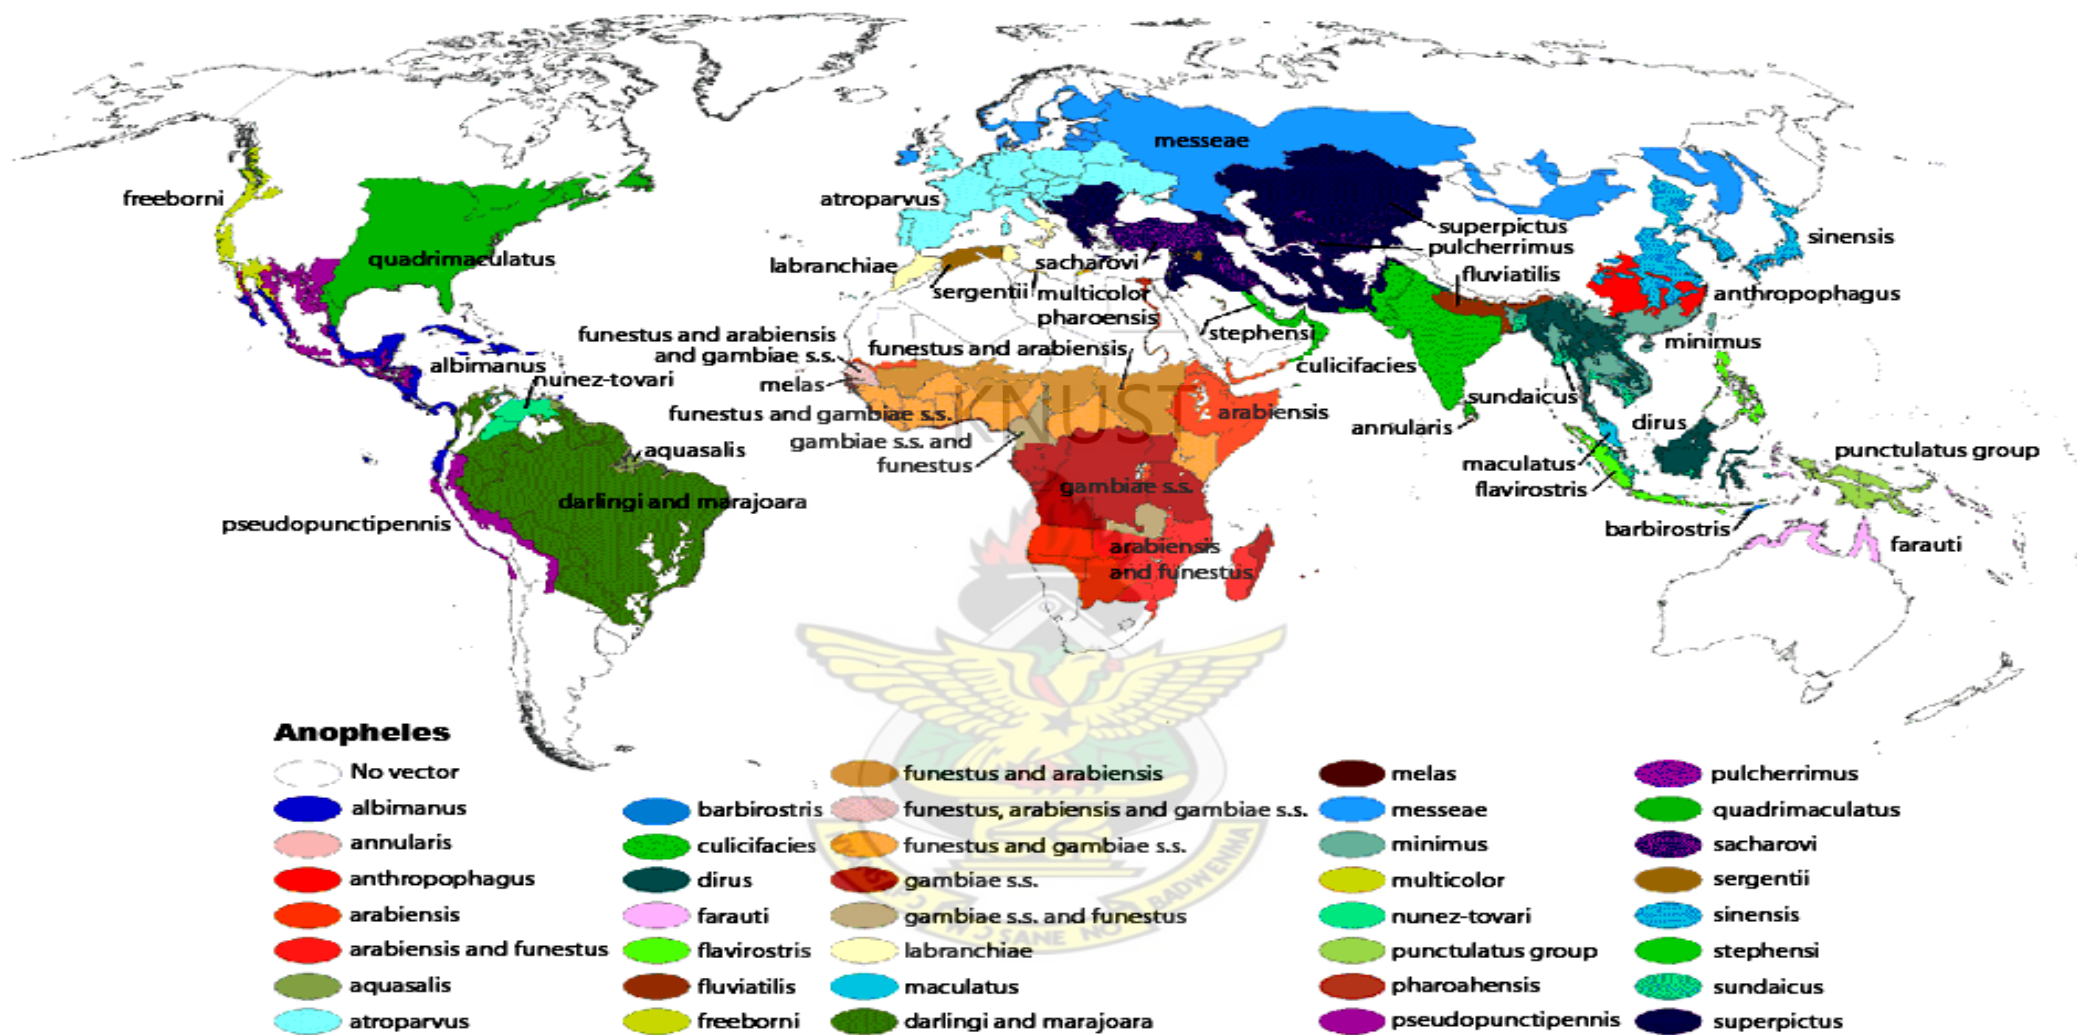 messeae
freeborni
atroparvus
superpictus
pulcherrimus
sinensis
quadrimaculatus
labranchiae
sacharovi
fluviatilis
sergentii
multicolor
pharoensis
anthropophagus
stephensi
funestus and arabiensis
and gambiae s.s.
funestus and arabiensis
minimus
albimanus
nunez-tovari
melas
culicifacies
KNUST
funestus and gambiae s.s.
arabiensis
sundaicus
annularis
dirus
gambiae s.s. and
funestus
aquasalis
punctulatus group
maculatus
flavirostris
gambiae s.s.
darlingi and marajoara
pseudopunctipennis
barbirostris
farauti
arabiensis
and funestus
Anopheles
No vector
albimanus
annularis
anthropophagus
arabiensis
arabiensis and funestus
aquasalis
atroparvus
barbirostris
culicifacies
dirus
farauti
flavirostris
fluviatilis
freeborni
funestus and arabiensis
funestus, arabiensis and gambiae s.s.
funestus and gambiae s.s.
gambiae s.s.
gambiae s.s. and funestus
labranchiae
maculatus
darlingi and marajoara
melas
messeae
minimus
multicolor
nunez-tovari
punctulatus group
pharoahensis
pseudopunctipennis
pulcherrimus
quadrimaculatus
sacharovi
sergentii
sinensis
stephensi
sundaicus
superpictus
SANE NO BADWENMA